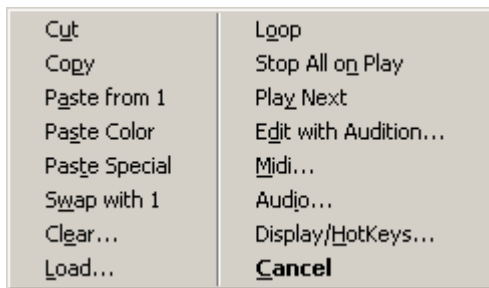 Cut
Copy
Paste from 1
Paste Color
Paste Special
Swap with 1
Clear...
Load...
Loop
Stop All on Play
Play Next
Edit with Audition...
Midi...
Audio...
Display/HotKeys...
Cancel